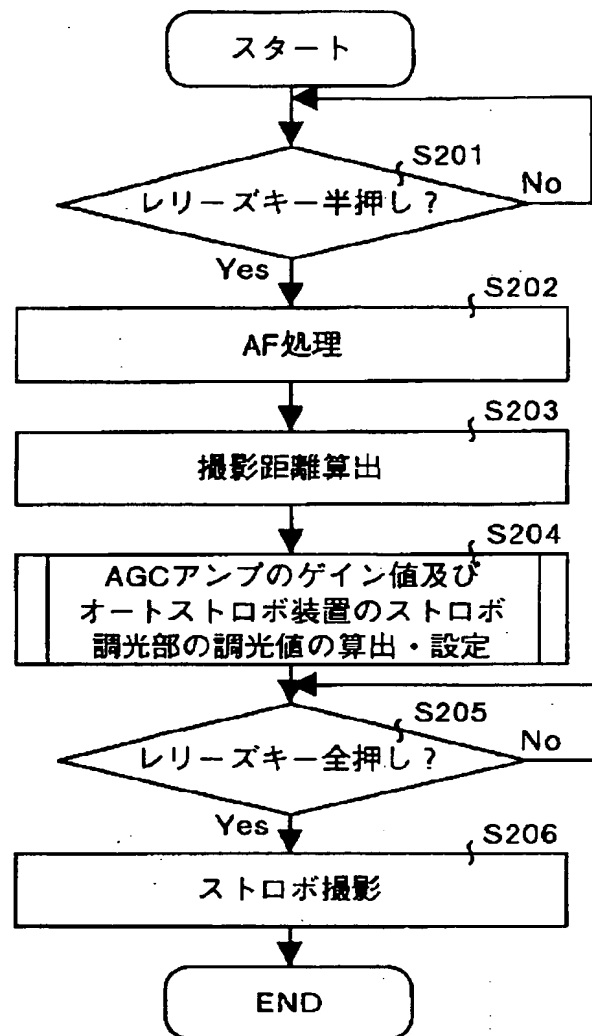 スタート
S201
レリーズキー半押し?
No
Yes
S202
AF処理
S203
撮影距離算出
S204
AGCアンプのゲイン値及び
オートストロボ装置のストロボ
調光部の調光値の算出・設定
S205
レリーズキー全押し?
No
Yes
S206
ストロボ撮影
END